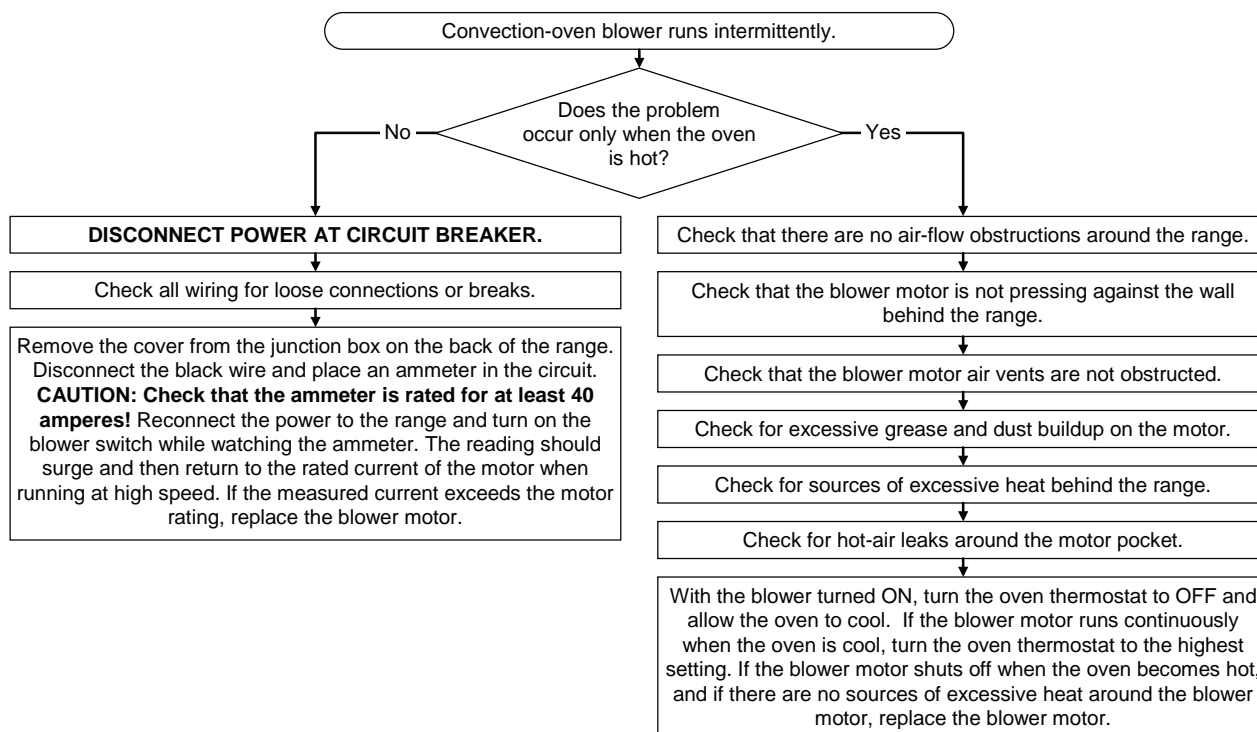 Convection-oven blower runs intermittently.
Does the problem
occur only when the oven
is hot?
No
Yes
DISCONNECT POWER AT CIRCUIT BREAKER.
Check all wiring for loose connections or breaks.
Remove the cover from the junction box on the back of the range.
Disconnect the black wire and place an ammeter in the circuit.
CAUTION: Check that the ammeter is rated for at least 40
amperes! Reconnect the power to the range and turn on the
blower switch while watching the ammeter. The reading should
surge and then return to the rated current of the motor when
running at high speed. If the measured current exceeds the motor
rating, replace the blower motor.
Check that there are no air-flow obstructions around the range.
Check that the blower motor is not pressing against the wall
behind the range.
Check that the blower motor air vents are not obstructed.
Check for excessive grease and dust buildup on the motor.
Check for sources of excessive heat behind the range.
Check for hot-air leaks around the motor pocket.
With the blower turned ON, turn the oven thermostat to OFF and
allow the oven to cool.  If the blower motor runs continuously
when the oven is cool, turn the oven thermostat to the highest
setting. If the blower motor shuts off when the oven becomes hot,
and if there are no sources of excessive heat around the blower
motor, replace the blower motor.